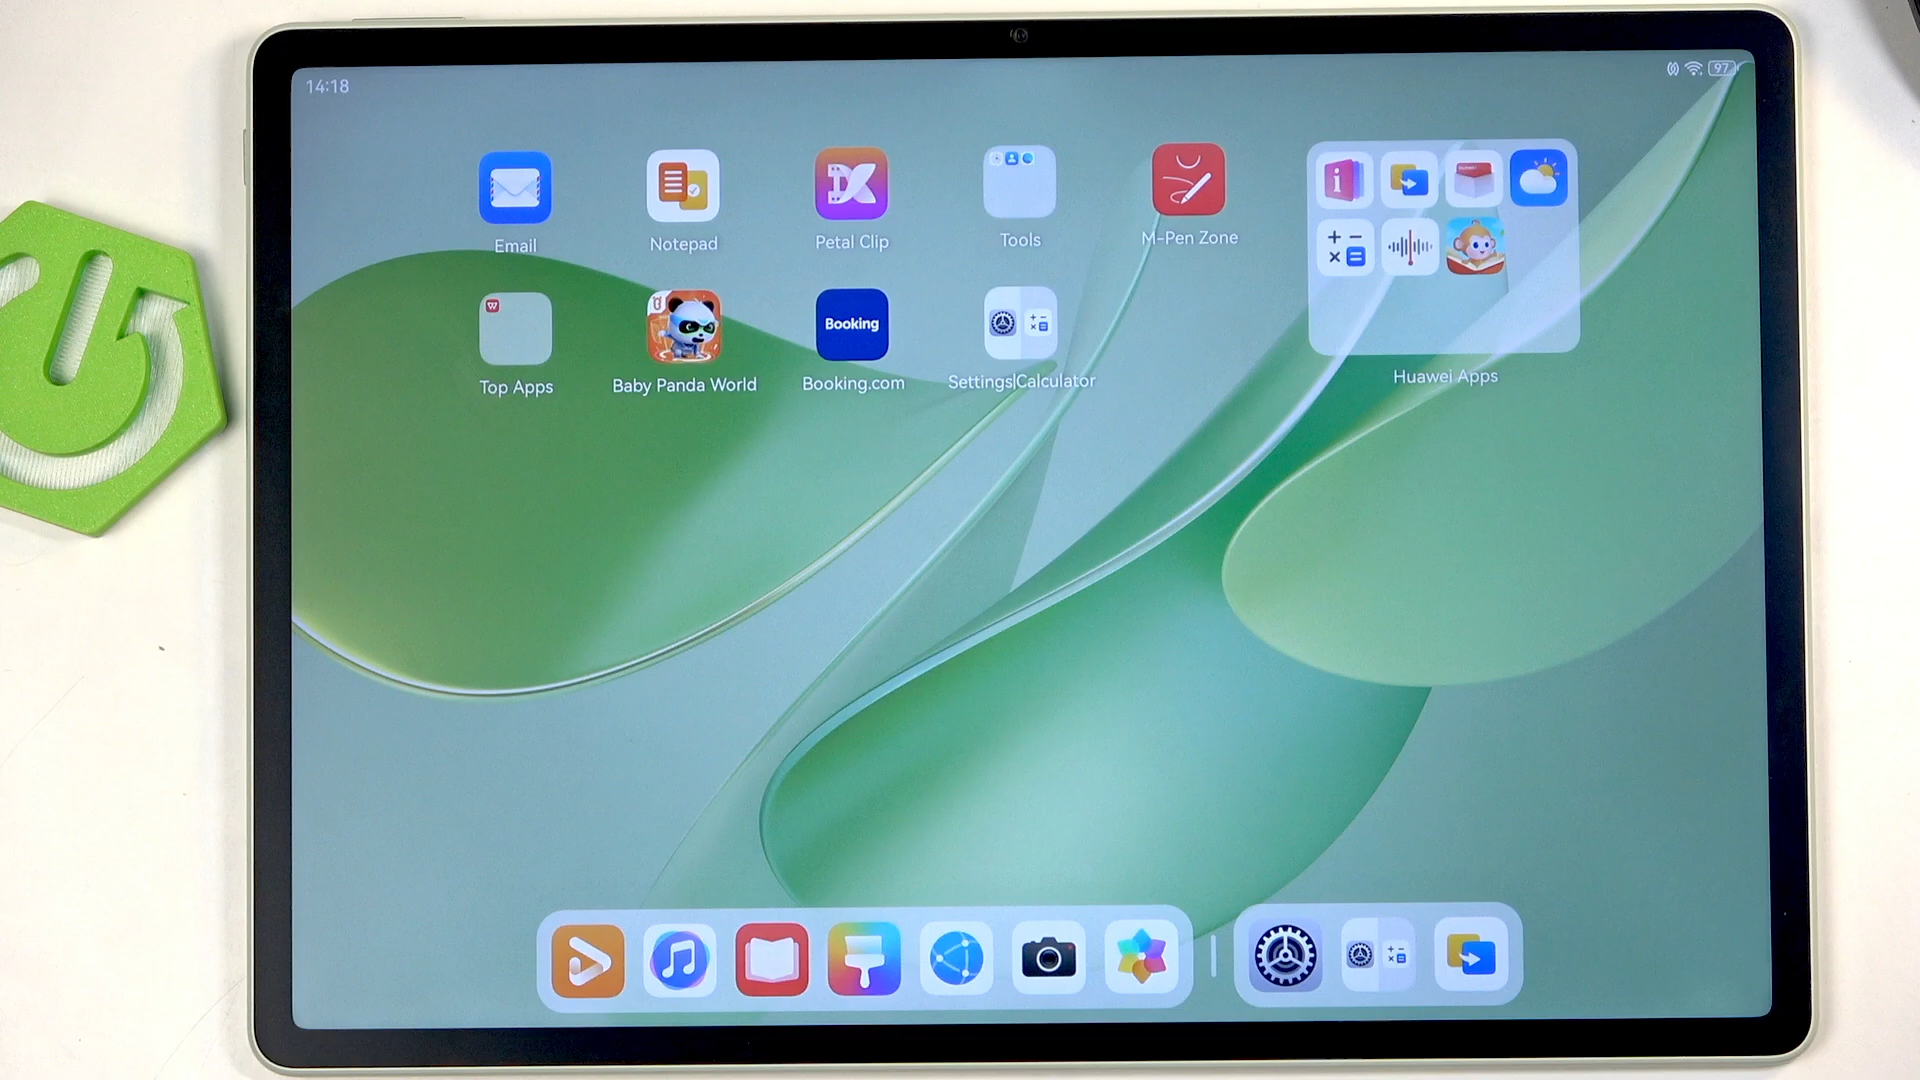 14:18
97
Email
Notepad
Petal Clip
Tools
M-Pen Zone
Top Apps
Baby Panda World
Booking
Booking.com
Settings|Calculator
Huawei Apps